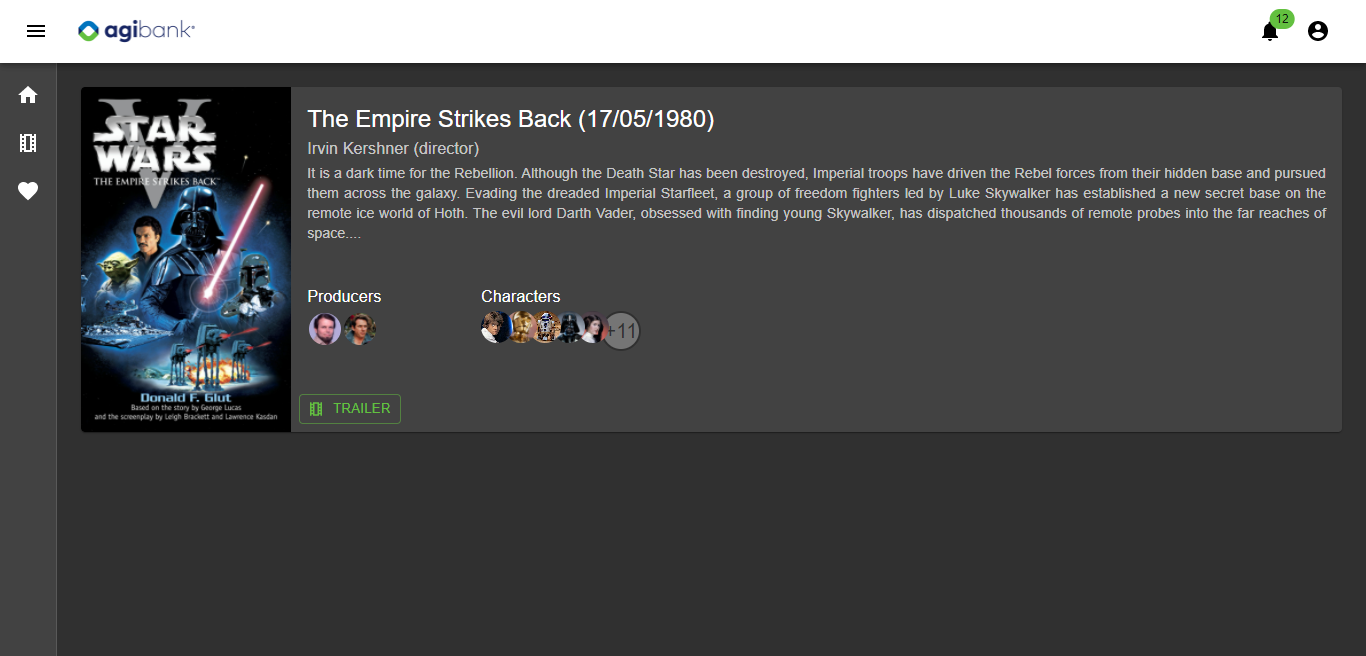 agibank
12
V
STAR
WARS
THE EMPIRE STRIKES BACK
Donald F. Glut
Based on the story by George Lucas
and the screenplay by Leigh Brackett and Lawrence Kasdan
The Empire Strikes Back (17/05/1980)
Irvin Kershner (director)
It is a dark time for the Rebellion. Although the Death Star has been destroyed, Imperial troops have driven the Rebel forces from their hidden base and pursued
them across the galaxy. Evading the dreaded Imperial Starfleet, a group of freedom fighters led by Luke Skywalker has established a new secret base on the
remote ice world of Hoth. The evil lord Darth Vader, obsessed with finding young Skywalker, has dispatched thousands of remote probes into the far reaches of
space....
Producers
Characters
+11
TRAILER